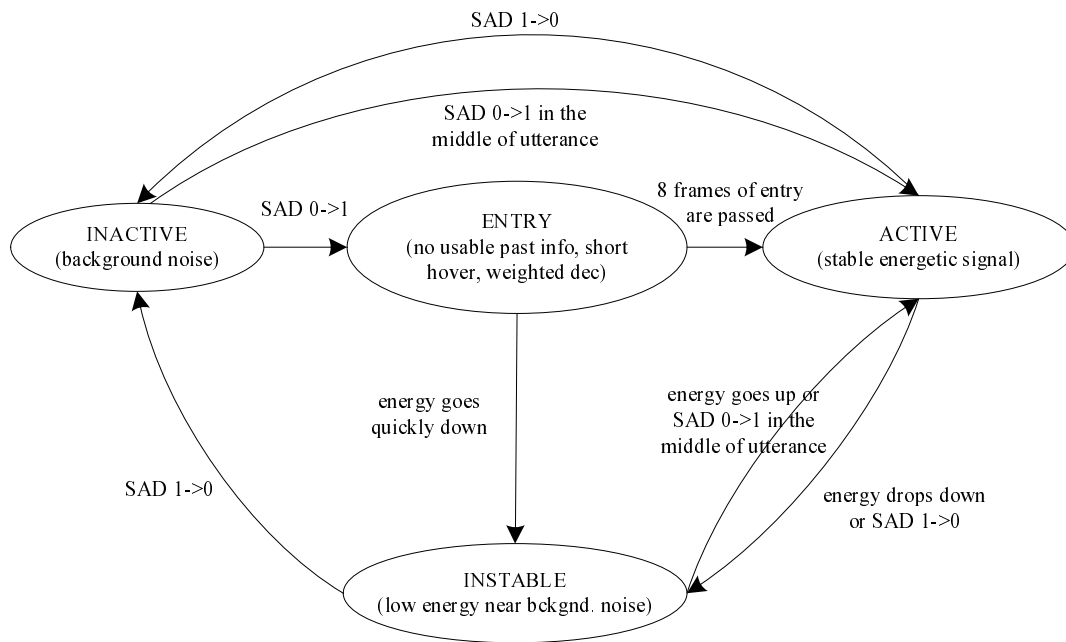 SAD 1->0
SAD 0->1 in the
middle of utterance
8 frames of entry
are passed
SAD 0->1
INACTIVE
(background noise)
ENTRY
(no usable past info, short
hover, weighted dec)
ACTIVE
(stable energetic signal)
energy goes
quickly down
energy goes up or
SAD 0->1 in the
middle of utterance
SAD 1->0
energy drops down
or SAD 1->0
INSTABLE
(low energy near bckgnd. noise)